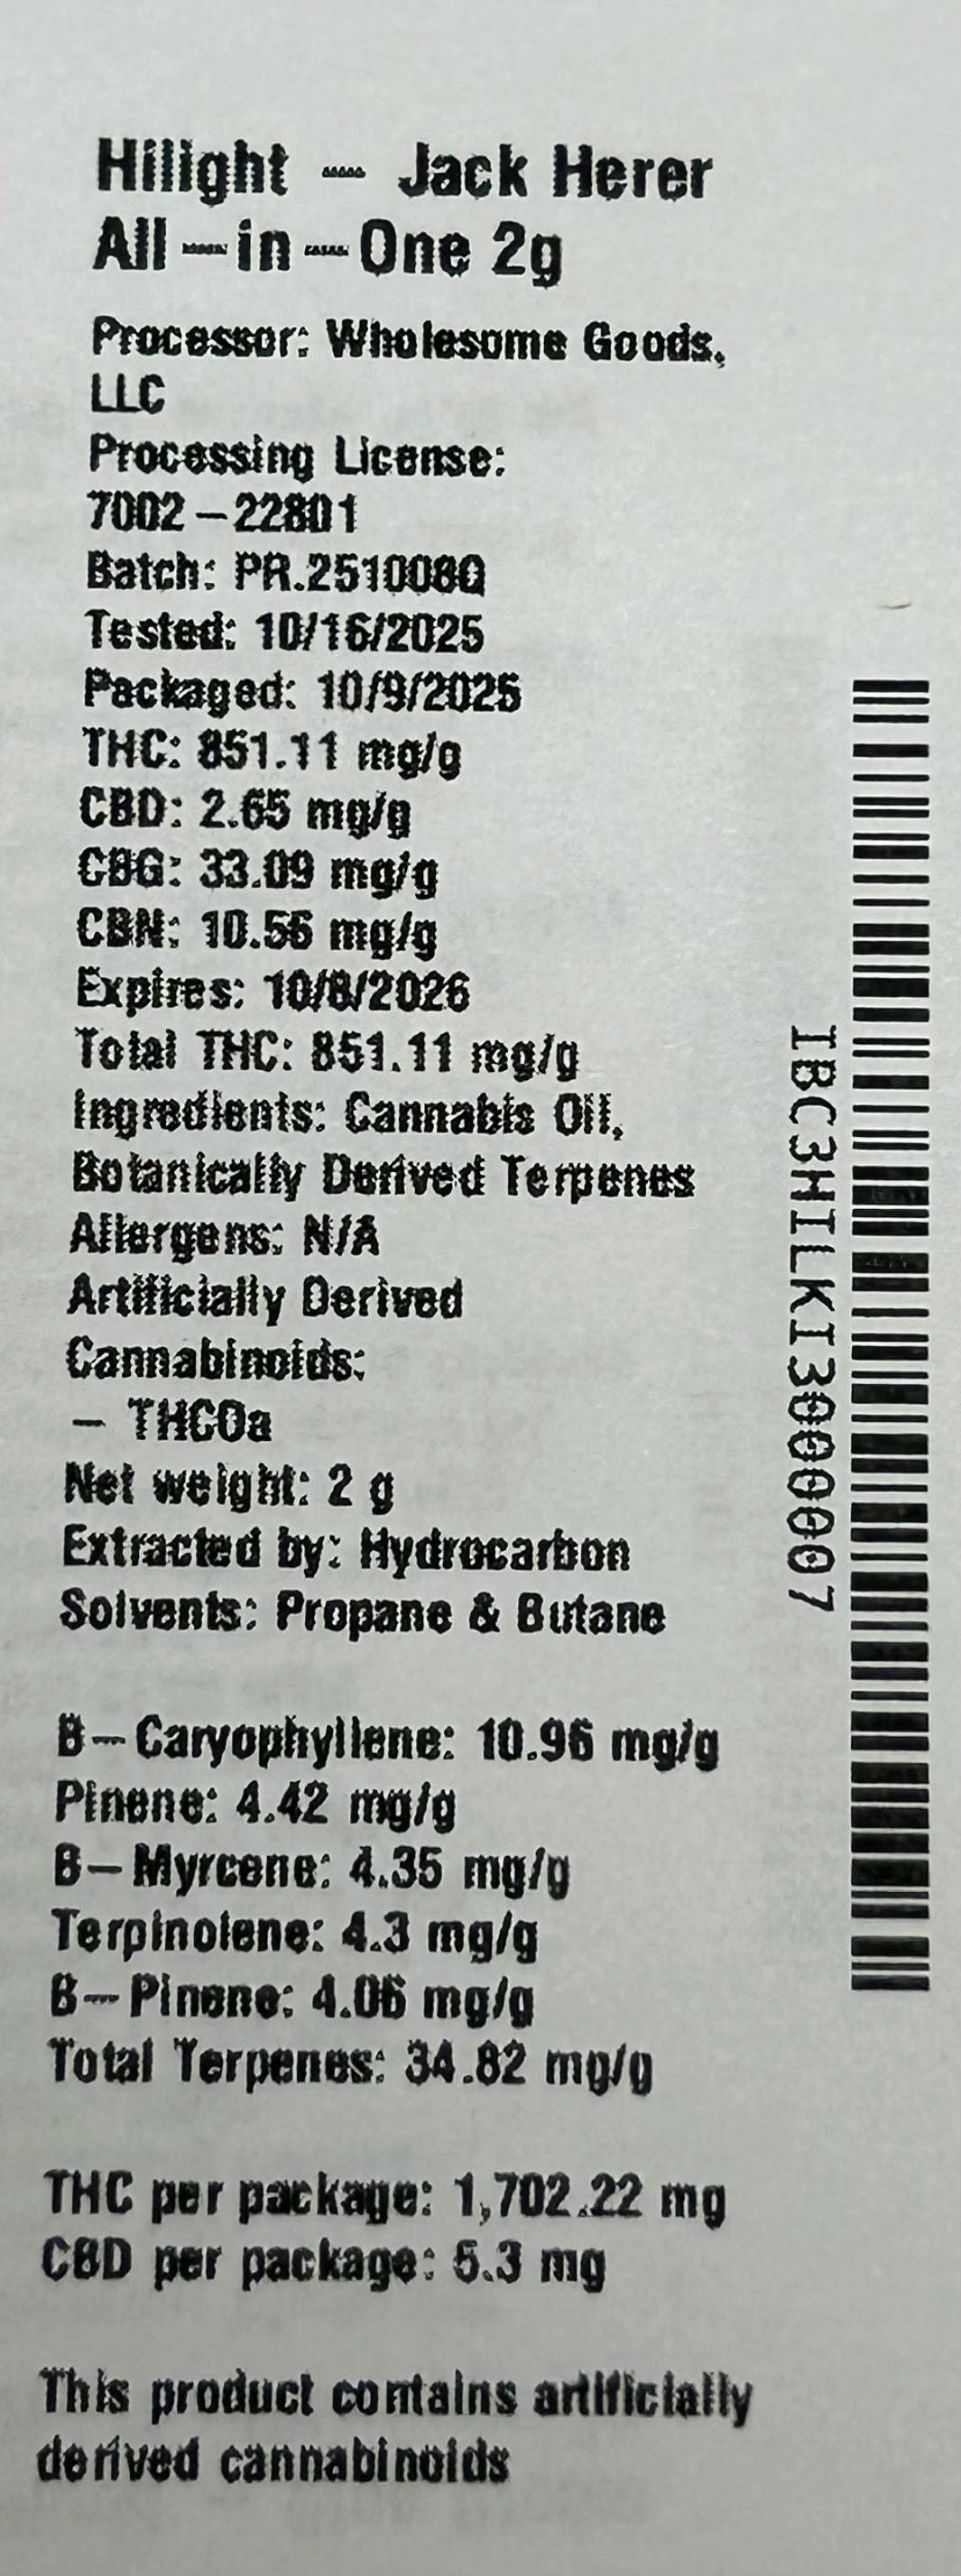 Hilight - Jack Herer
All-in-One 2g
Processor: Wholesome Goods,
LLC
Processing License:
7002-22801
Batch: PR.251008Q
Tested: 10/16/2025
Packaged: 10/9/2025
THC: 851.11 mg/g
CBD: 2.65 mg/g
CBG: 33.09 mg/g
CBN: 10.56 mg/g
Expires: 10/8/2026
Total THC: 851.11 mg/g
Ingredients: Cannabis Oil,
Botanically Derived Terpenes
Allergens: N/A
Artificially Derived
Cannabinoids:
- THCOa
Net weight: 2 g
Extracted by: Hydrocarbon
Solvents: Propane & Butane
B-Caryophyllene: 10.96 mg/g
Pinene: 4.42 mg/g
B-Myrcene: 4.35 mg/g
Terpinolene: 4.3 mg/g
B-Pinene: 4.06 mg/g
Total Terpenes: 34.82 mg/g
THC per package: 1,702.22 mg
CBD per package: 5.3 mg
This product contains artificially
derived cannabinoids
IBC3HILKI3000007